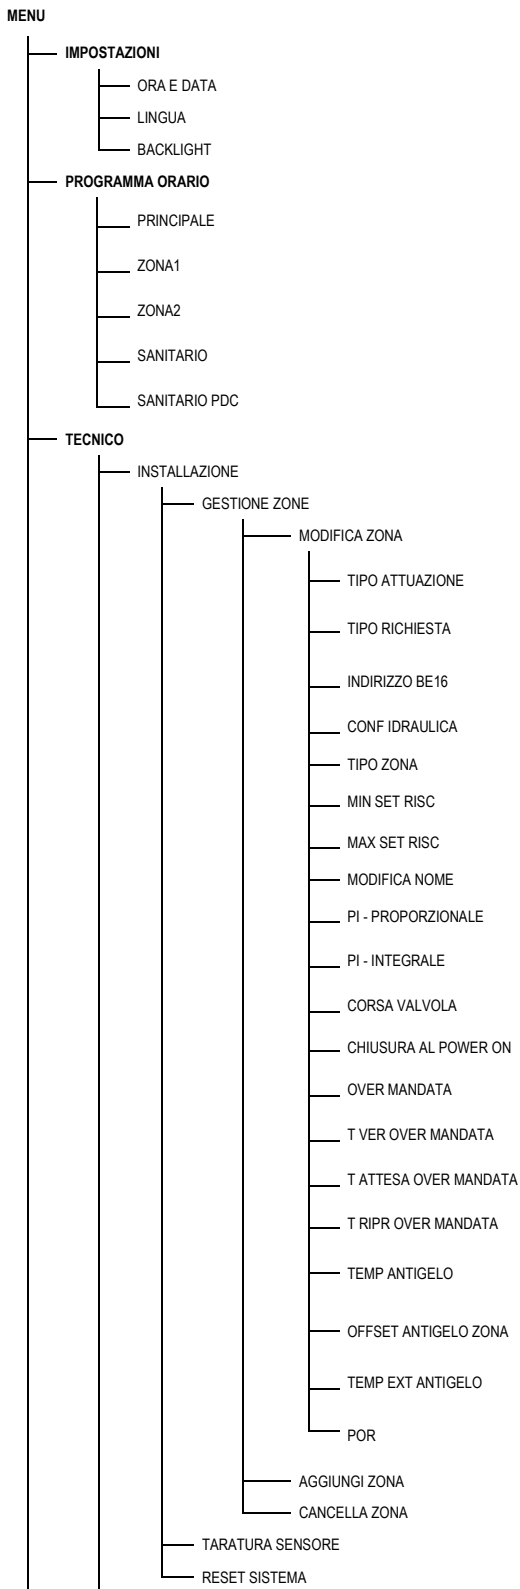 MENU
IMPOSTAZIONI
ORA E DATA
LINGUA
BACKLIGHT
PROGRAMMA ORARIO
PRINCIPALE
ZONA1
ZONA2
SANITARIO
SANITARIO PDC
TECNICO
INSTALLAZIONE
GESTIONE ZONE
MODIFICA ZONA
TIPO ATTUAZIONE
TIPO RICHIESTA
INDIRIZZO BE16
CONF IDRAULICA
TIPO ZONA
MIN SET RISC
MAX SET RISC
MODIFICA NOME
PI - PROPORZIONALE
PI - INTEGRALE
CORSA VALVOLA
CHIUSURA AL POWER ON
OVER MANDATA
T VER OVER MANDATA
T ATTESA OVER MANDATA
T RIPR OVER MANDATA
TEMP ANTIGELO
OFFSET ANTIGELO ZONA
TEMP EXT ANTIGELO
POR
AGGIUNGI ZONA
CANCELLA ZONA
TARATURA SENSORE
RESET SISTEMA